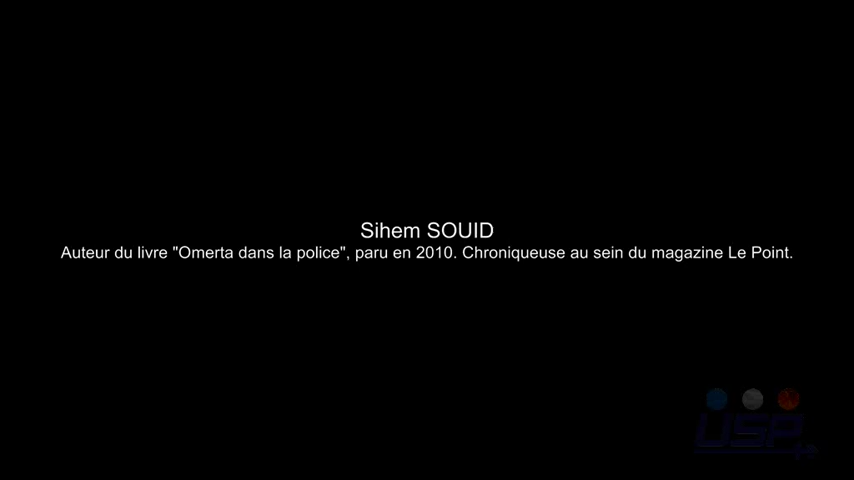 Sihem SOUID
Auteur du livre "Omerta dans la police", paru en 2010. Chroniqueuse au sein du magazine Le Point.
USP